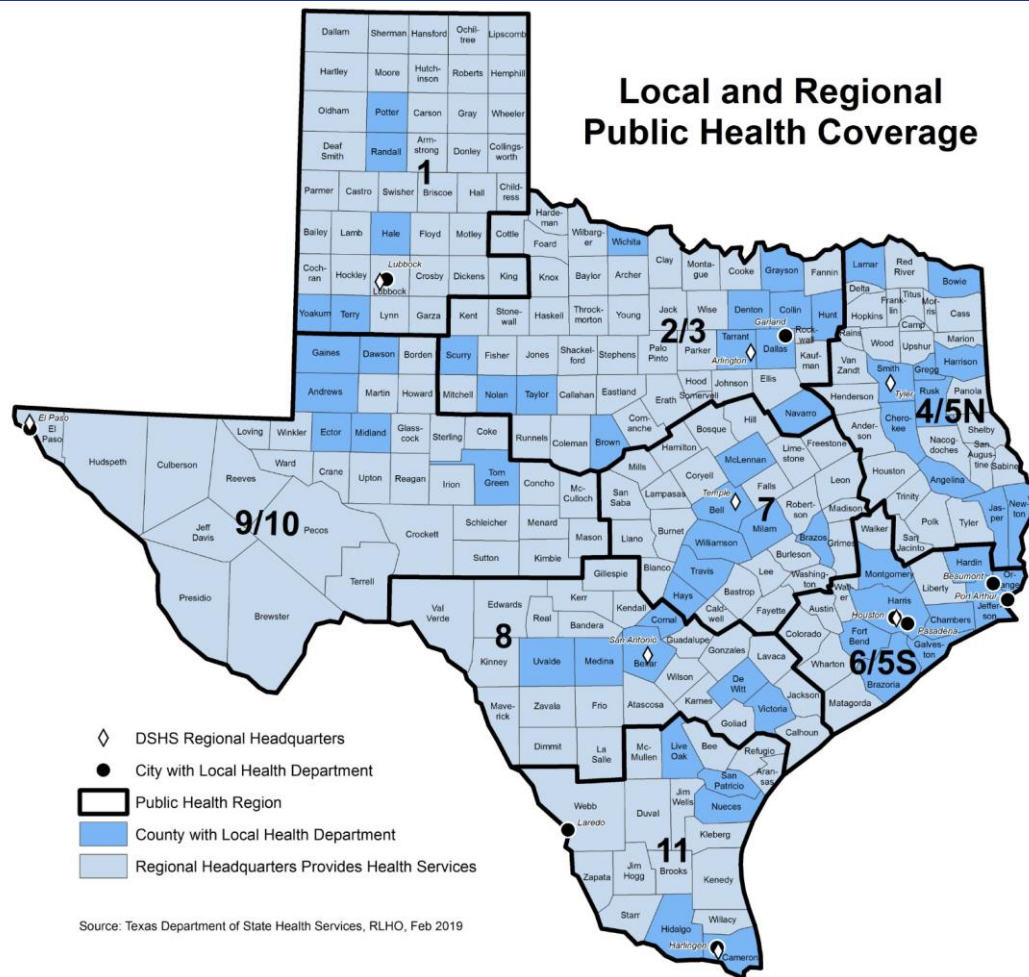 Local and Regional
Public Health Coverage
Dallam
Sherman
Hansford
Ochil-
tree
Lipscomb
Hartley
Moore
Hutch-
inson
Roberts
Hemphill
Oldham
Potter
Carson
Gray
Wheeler
Deaf
Smith
Randall
Arm-
strong
Donley
Collings-
worth
1
Parmer
Castro
Swisher
Briscoe
Hall
Child-
ress
Bailey
Lamb
Hale
Floyd
Motley
Cottle
Harde-
man
Foard
Wilbarg-
er
Wichita
Clay
Coch-
ran
Hockley
Lubbock
Lubbock
Crosby
Dickens
King
Knox
Baylor
Archer
Monta-
gue
Cooke
Grayson
Fannin
Lamar
Red
River
Bowie
Yoakum
Terry
Lynn
Garza
Kent
Stone-
wall
Haskell
Throck-
morton
Young
Jack
Wise
Denton
Collin
Hunt
Delta
Hopkins
Frank-
lin
Titus
Mor-
ris
Cass
2/3
Garland
Rock-
wall
Rains
Wood
Camp
Upshur
Marion
Gaines
Dawson
Borden
Scurry
Fisher
Jones
Shackel-
ford
Stephens
Palo
Pinto
Parker
Tarrant
Arlington
Dallas
Kauf-
man
Van
Zandt
Smith
Tyler
Gregg
Harrison
Andrews
Martin
Howard
Mitchell
Nolan
Taylor
Callahan
Eastland
Erath
Hood
Somervell
Johnson
Ellis
Henderson
Rusk
Panola
4/5N
El Paso
El
Paso
Loving
Winkler
Ector
Midland
Glass-
cock
Sterling
Coke
Runnels
Coleman
Brown
Com-
anche
Bosque
Hill
Navarro
Ander-
son
Chero-
kee
Nacog-
doches
Shelby
San
Augus-
tine
Sabine
Hudspeth
Culberson
Reeves
Ward
Crane
Upton
Reagan
Irion
Tom
Green
Concho
Mc-
Culloch
Mills
Hamilton
Coryell
McLennan
Lime-
stone
Freestone
Houston
Angelina
Jeff
Davis
9/10
Pecos
Crockett
Schleicher
Menard
Mason
San
Saba
Lampasas
Temple
Bell
Falls
7
Robert-
son
Leon
Madison
Trinity
Polk
Tyler
Jas-
per
New-
ton
Presidio
Brewster
Terrell
Sutton
Kimble
Llano
Burnet
Williamson
Milam
Brazos
Grimes
Walker
San
Jacinto
Burleson
Hardin
Val
Verde
Edwards
Gillespie
Kerr
Blanco
Travis
Hays
Lee
Bastrop
Washing-
ton
Montgomery
Liberty
Beaumont
Or-
ange
Port Arthur
Real
Bandera
Kendall
Comal
Cald-
well
Fayette
Austin
Wall-
er
Harris
Houston
Pasadena
Chambers
Jeffer-
son
8
Kinney
Uvalde
Medina
San Antonio
Bexar
Guadalupe
Gonzales
Lavaca
Colorado
Fort
Bend
Galves-
ton
6/5S
Mave-
rick
Zavala
Frio
Atascosa
Wilson
Karnes
De
Witt
Jackson
Wharton
Brazoria
Matagorda
Dimmit
La
Salle
Mc-
Mullen
Live
Oak
Bee
Goliad
Victoria
Calhoun
Refugio
Aran-
sas
Webb
Laredo
Duval
Jim
Wells
San
Patricio
Nueces
Kleberg
11
Zapata
Jim
Hogg
Brooks
Kenedy
Starr
Hidalgo
Willacy
Harlingen
Cameron
DSHS Regional Headquarters
City with Local Health Department
Public Health Region
County with Local Health Department
Regional Headquarters Provides Health Services
Source: Texas Department of State Health Services, RLHO, Feb 2019